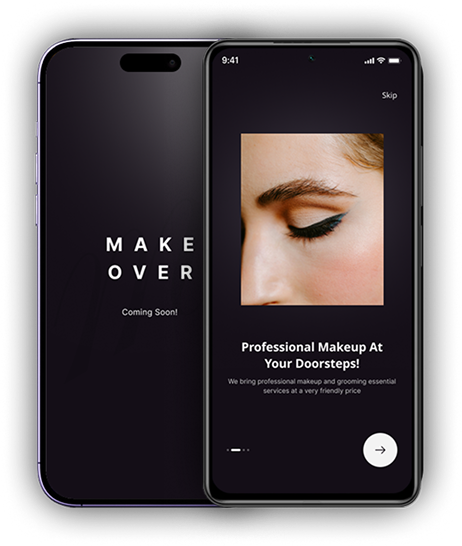 MAKE
OVER
Coming Soon!
9:41
Skip
Professional Makeup At
Your Doorsteps!
We bring professional makeup and grooming essential
services at a very friendly price